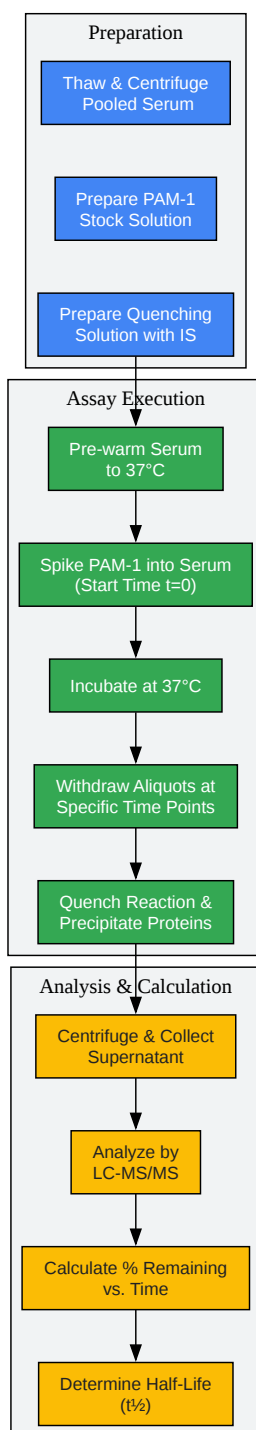 Preparation
Thaw & Centrifuge
Pooled Serum
Prepare PAM-1
Stock Solution
Prepare Quenching
Solution with IS
Assay Execution
Pre-warm Serum
to 37°C
Spike PAM-1 into Serum
(Start Time t=0)
Incubate at 37°C
Withdraw Aliquots at
Specific Time Points
Quench Reaction &
Precipitate Proteins
Analysis & Calculation
Centrifuge & Collect
Supernatant
Analyze by
LC-MS/MS
Calculate % Remaining
vs. Time
Determine Half-Life
(t½)